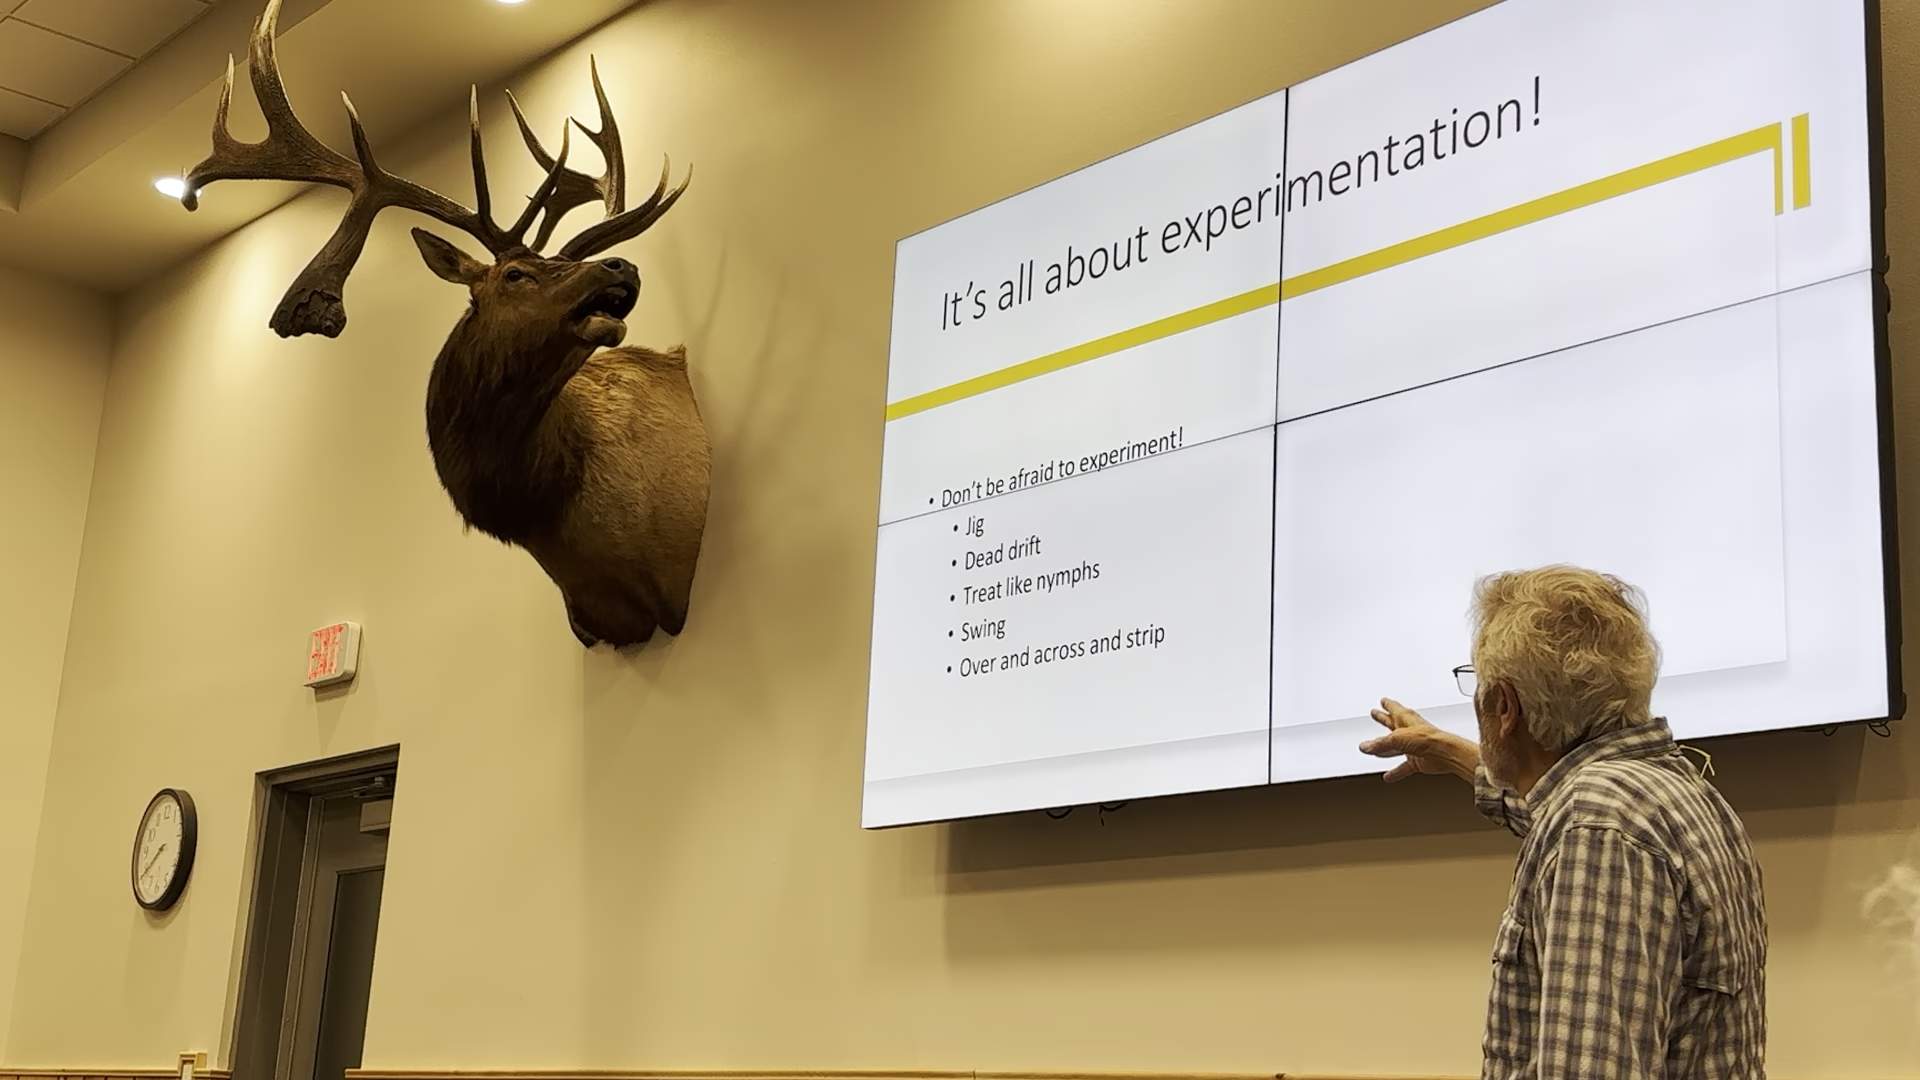 It's all about experimentation!
• Don't be afraid to experiment!
• Jig
• Dead drift
• Treat like nymphs
• Swing
• Over and across and strip
EXIT
12